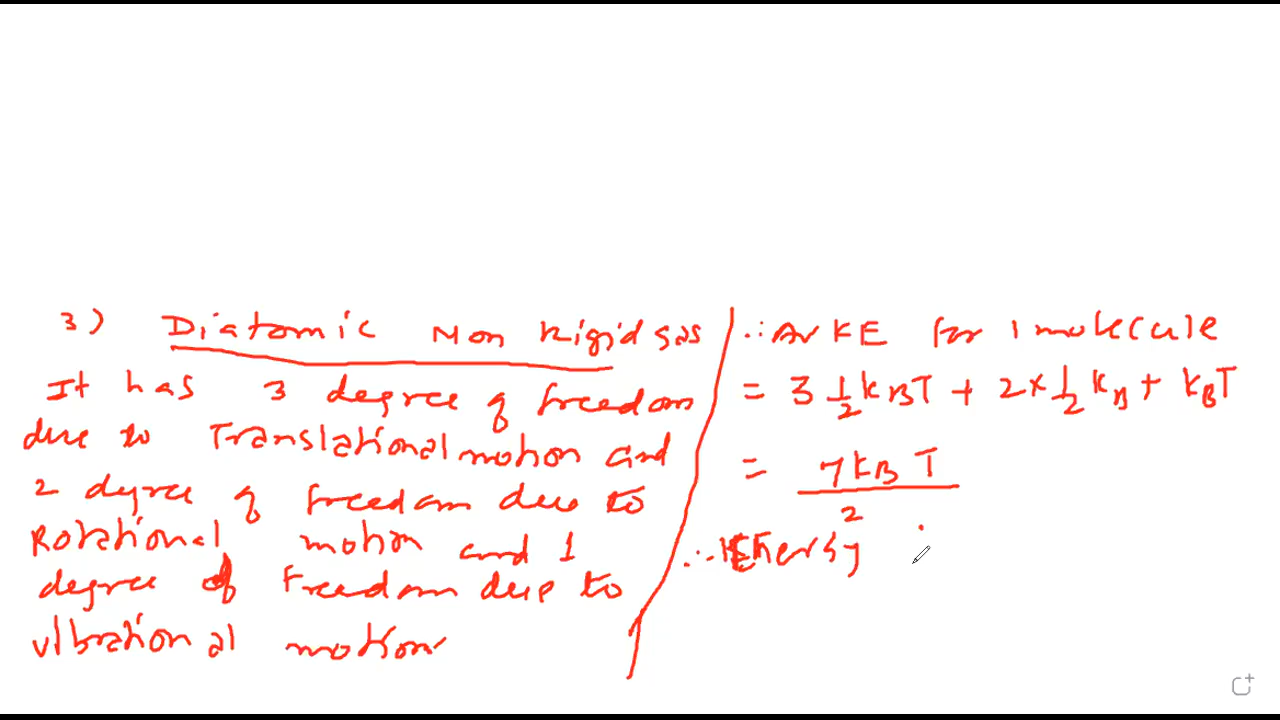 3) Diatomic Non Rigid gas
It has 3 degree of freedom
due to Translational motion and
2 degree of freedom due to
Rotational motion and 1
degree of freedom due to
vibrational motion
∴ Av KE for 1 molecule
= 3 1/2 KBT + 2 × 1/2 KB + KBT
= 7KBT/2
∴ Energy